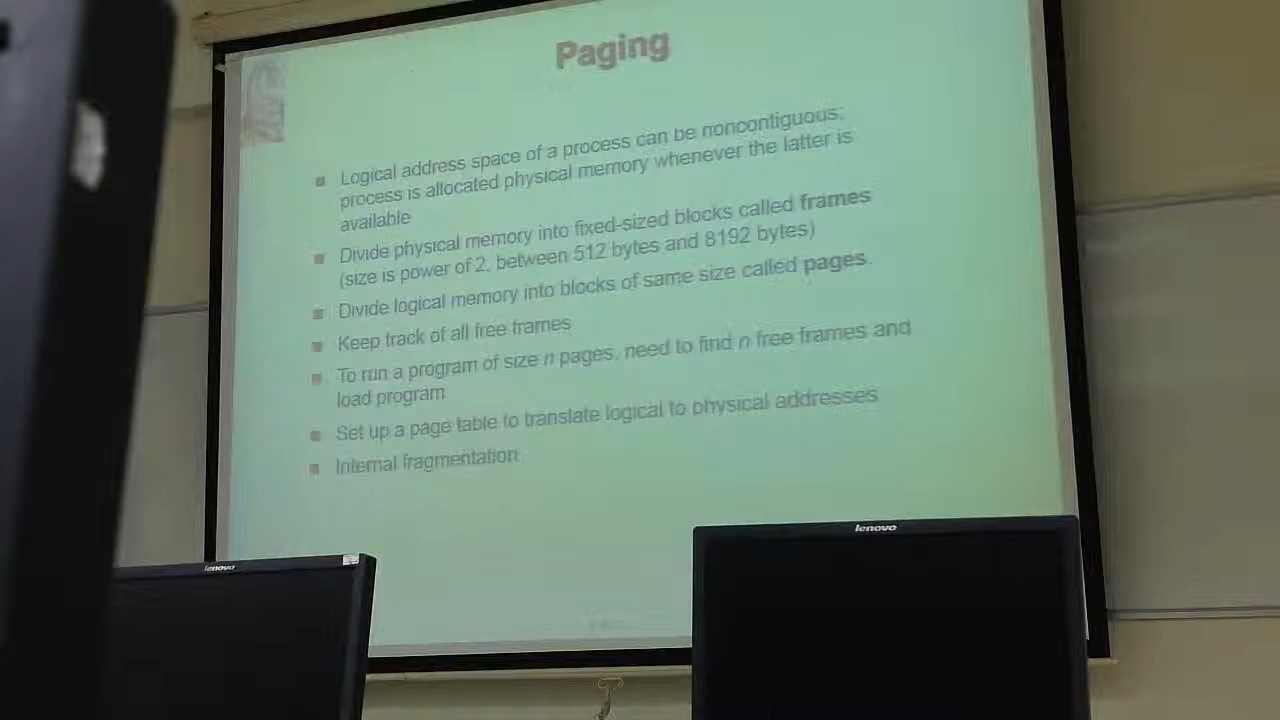 Paging
Logical address space of a process can be noncontiguous;
process is allocated physical memory whenever the latter is
available
Divide physical memory into fixed-sized blocks called frames
(size is power of 2, between 512 bytes and 8192 bytes)
Divide logical memory into blocks of same size called pages.
Keep track of all free frames
To run a program of size n pages, need to find n free frames and
load program
Set up a page table to translate logical to physical addresses
Internal fragmentation
lenovo
lenovo